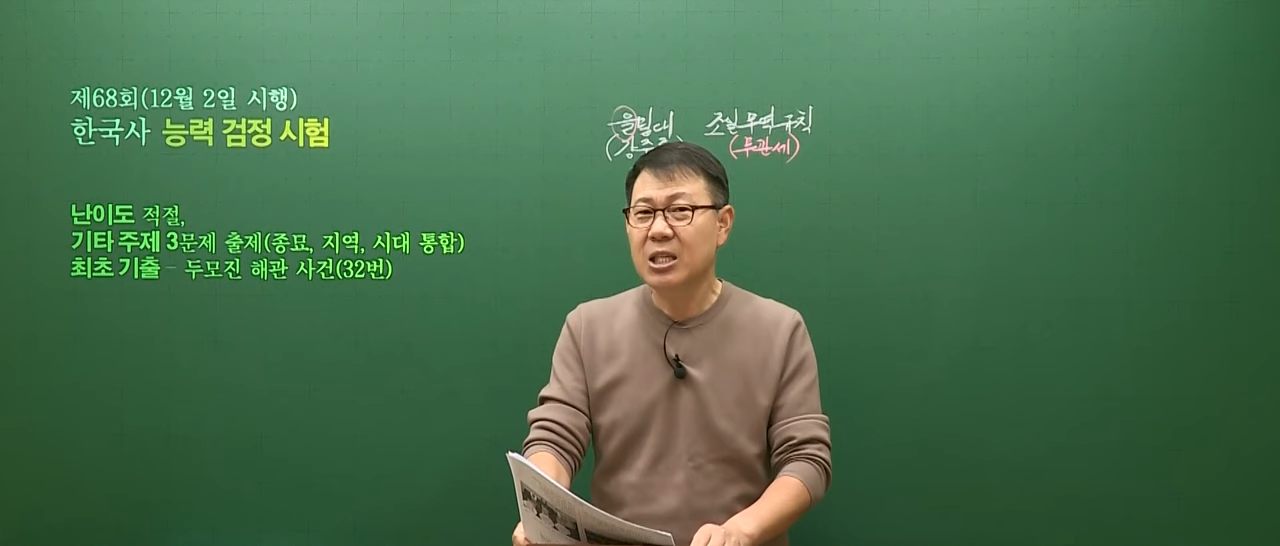 제68회(12월 2일 시행)
한국사 능력 검정 시험
난이도 적절,
기타 주제 3문제 출제(종묘, 지역, 시대 통합)
최초 기출 - 두모진 해관 사건(32번)
을밀대 조일무역규칙
(강주룡) (무관세)